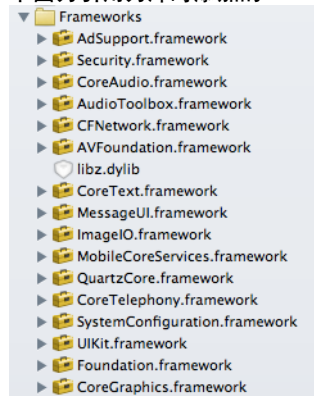 Frameworks
AdSupport.framework
Security.framework
CoreAudio.framework
AudioToolbox.framework
CFNetwork.framework
AVFoundation.framework
libz.dylib
CoreText.framework
MessageUI.framework
ImageIO.framework
MobileCoreServices.framework
QuartzCore.framework
CoreTelephony.framework
SystemConfiguration.framework
UIKit.framework
Foundation.framework
CoreGraphics.framework